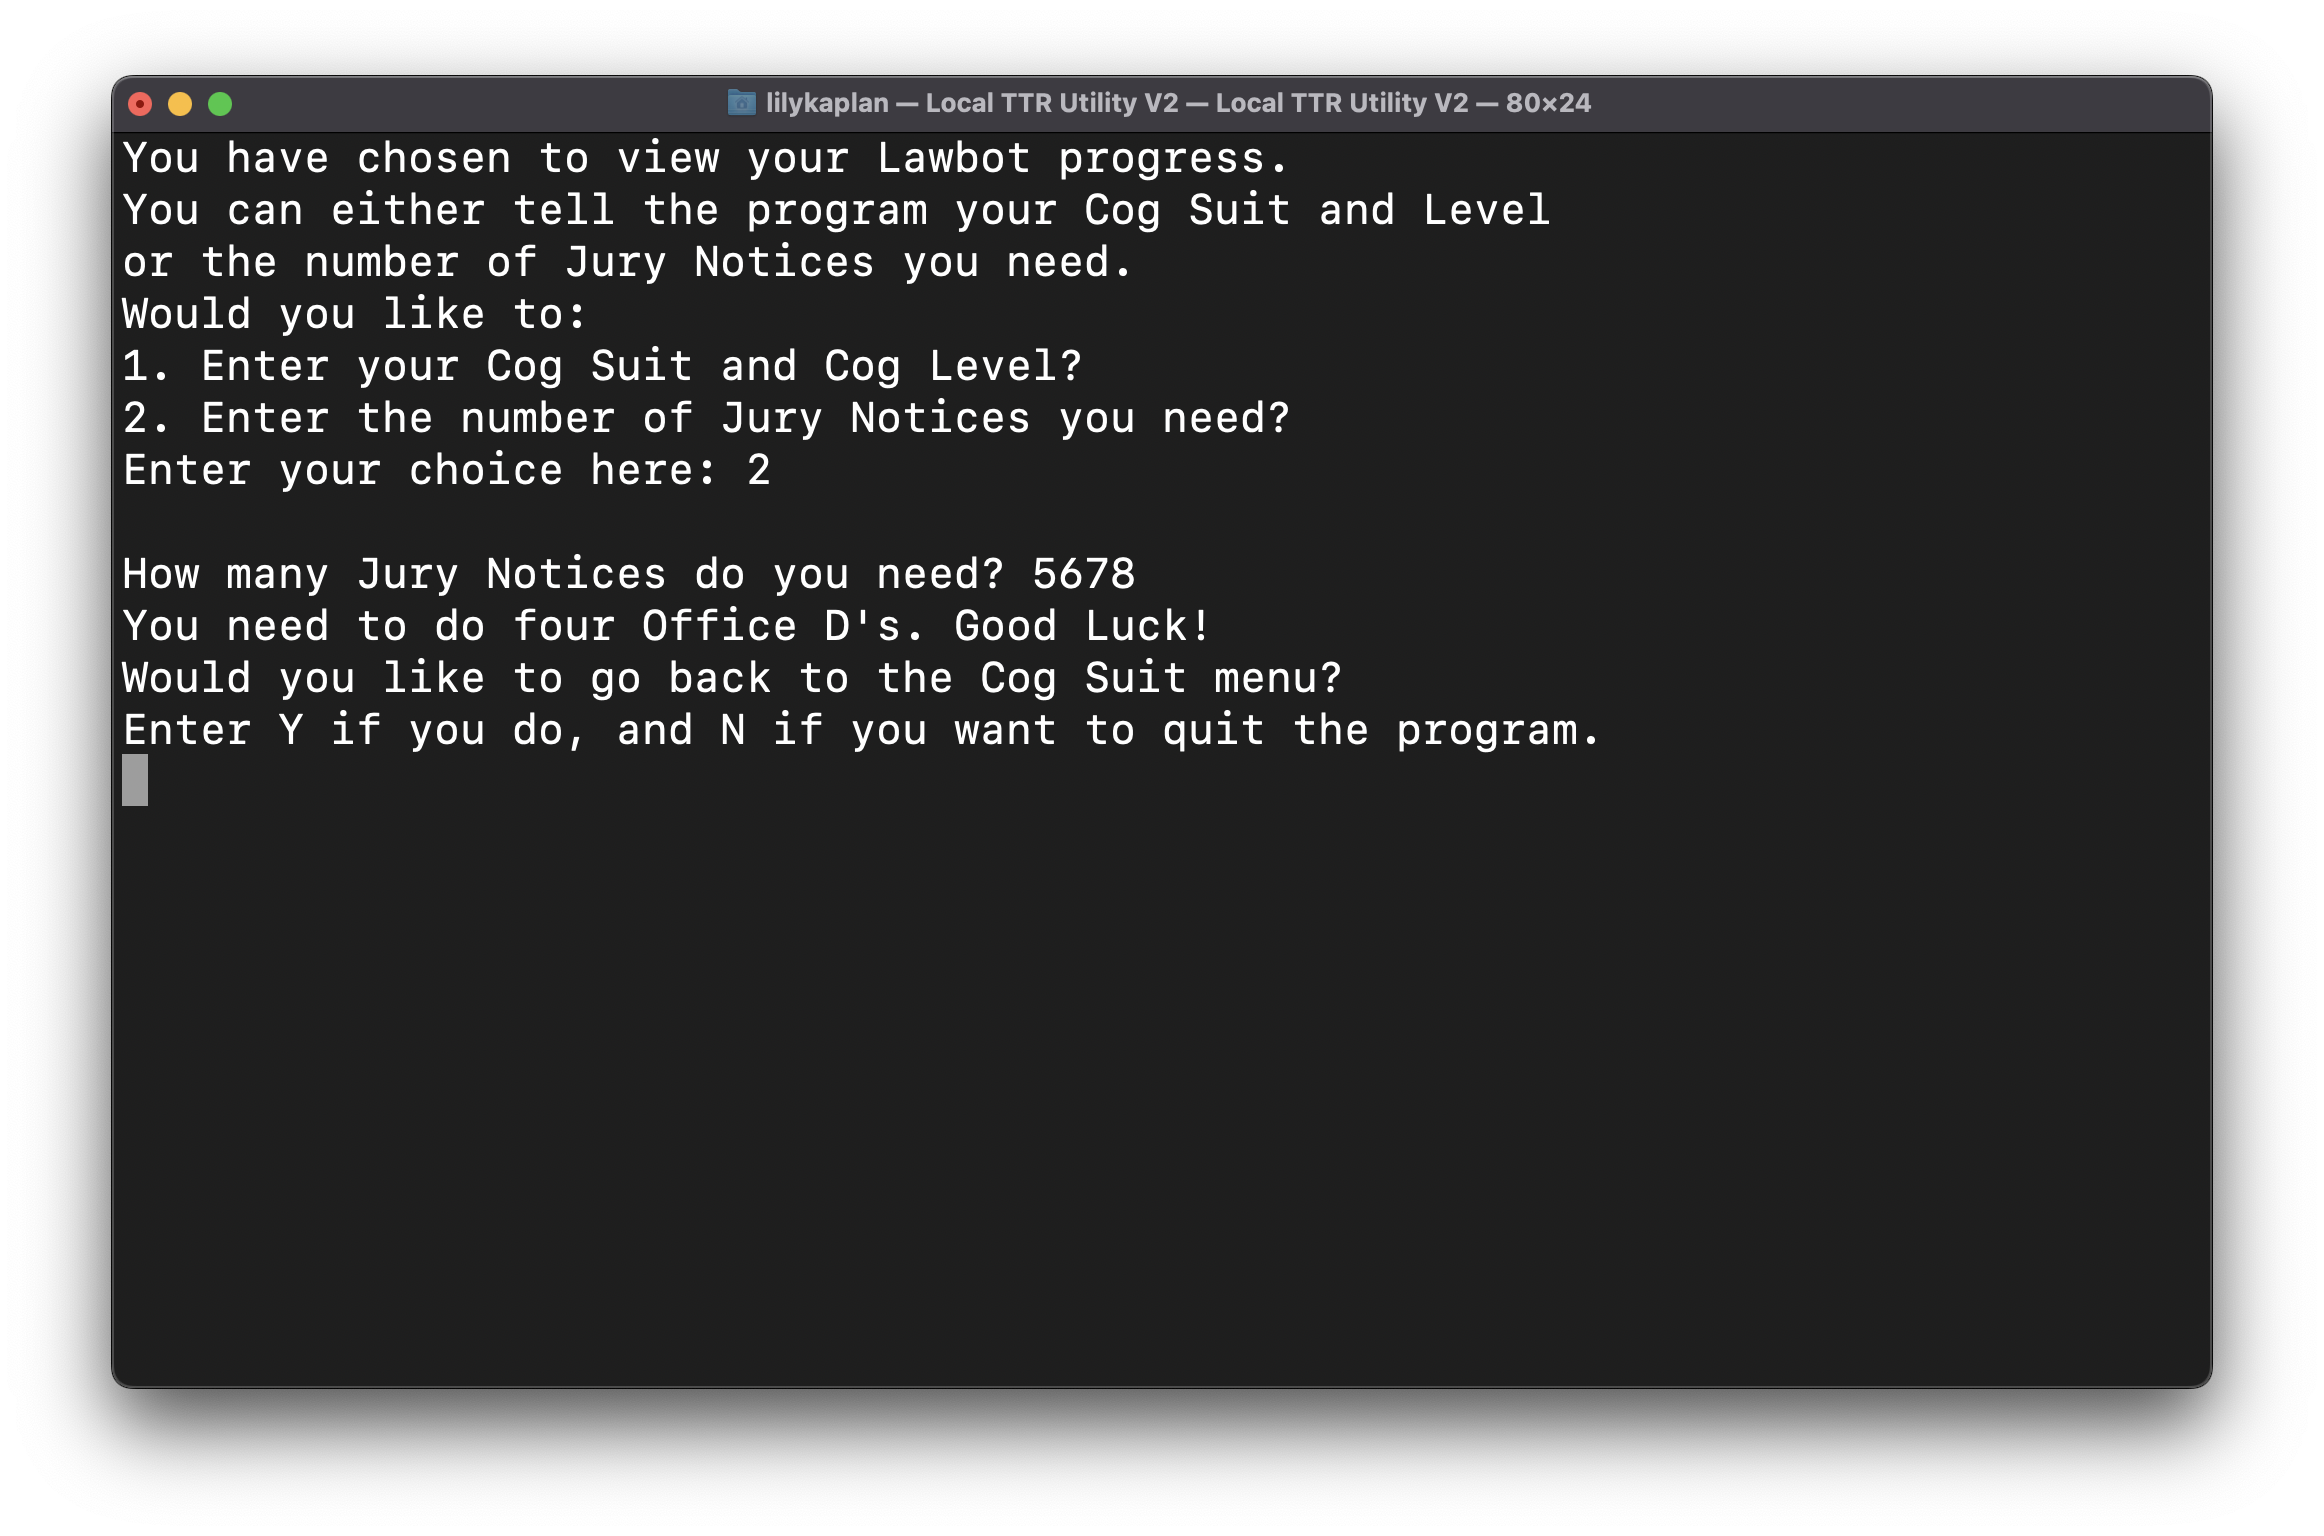 lilykaplan — Local TTR Utility V2 — Local TTR Utility V2 — 80×24
You have chosen to view your Lawbot progress.
You can either tell the program your Cog Suit and Level
or the number of Jury Notices you need.
Would you like to:
1. Enter your Cog Suit and Cog Level?
2. Enter the number of Jury Notices you need?
Enter your choice here: 2
How many Jury Notices do you need? 5678
You need to do four Office D's. Good Luck!
Would you like to go back to the Cog Suit menu?
Enter Y if you do, and N if you want to quit the program.